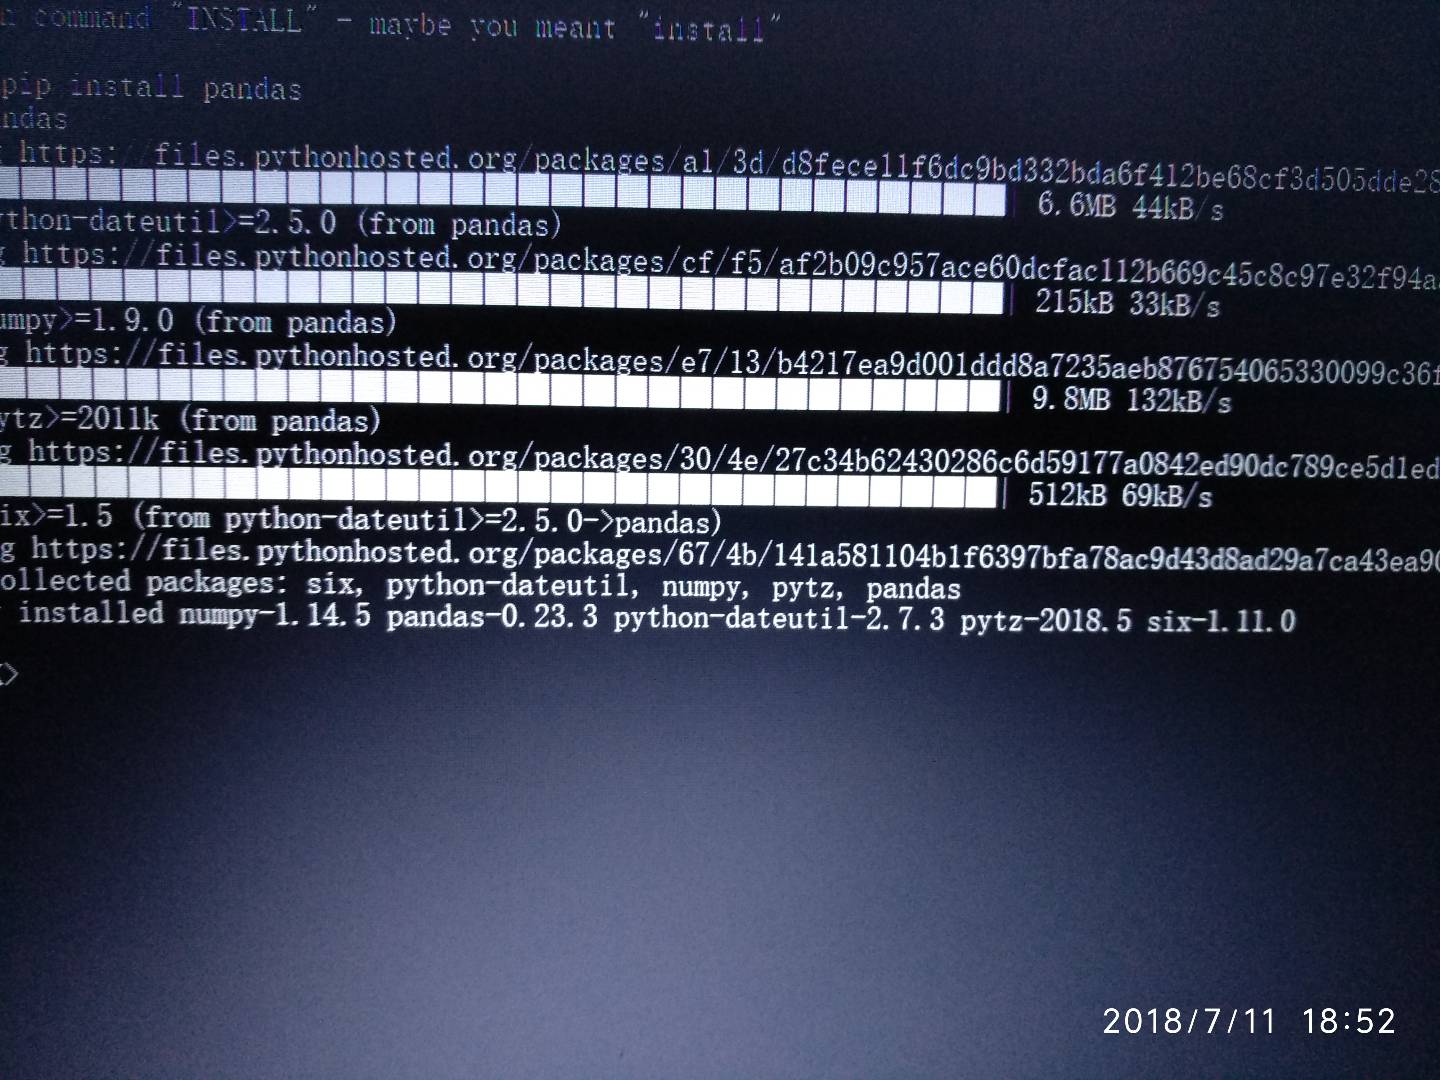 command "INSTALL" - maybe you meant "install"
pip install pandas
ndas
https://files.pythonhosted.org/packages/a1/3d/d8fece11f6dc9bd332bda6f412be68cf3d505dde28
6.6MB 44kB/s
thon-dateutil>=2.5.0 (from pandas)
g https://files.pythonhosted.org/packages/cf/f5/af2b09c957ace60dcfac112b669c45c8c97e32f94a
215kB 33kB/s
umpy>=1.9.0 (from pandas)
g https://files.pythonhosted.org/packages/e7/13/b4217ea9d001ddd8a7235aeb876754065330099c36f
9.8MB 132kB/s
ytz>=2011k (from pandas)
g https://files.pythonhosted.org/packages/30/4e/27c34b62430286c6d59177a0842ed90dc789ce5d1ed
512kB 69kB/s
ix>=1.5 (from python-dateutil>=2.5.0->pandas)
g https://files.pythonhosted.org/packages/67/4b/141a581104b1f6397bfa78ac9d43d8ad29a7ca43ea90
ollected packages: six, python-dateutil, numpy, pytz, pandas
installed numpy-1.14.5 pandas-0.23.3 python-dateutil-2.7.3 pytz-2018.5 six-1.11.0
>
2018/7/11 18:52